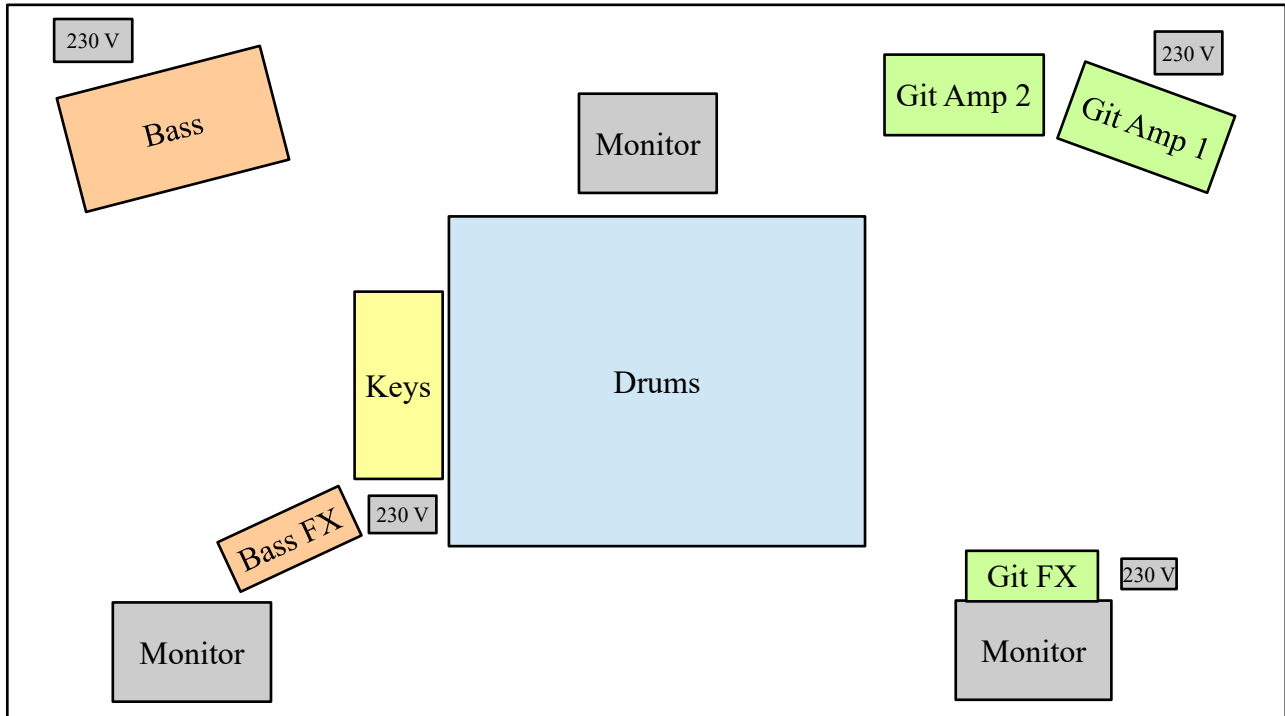 230 V
Bass
Monitor
Git Amp 2
230 V
Git Amp 1
Keys
Drums
Bass FX
230 V
Monitor
Git FX
230 V
Monitor